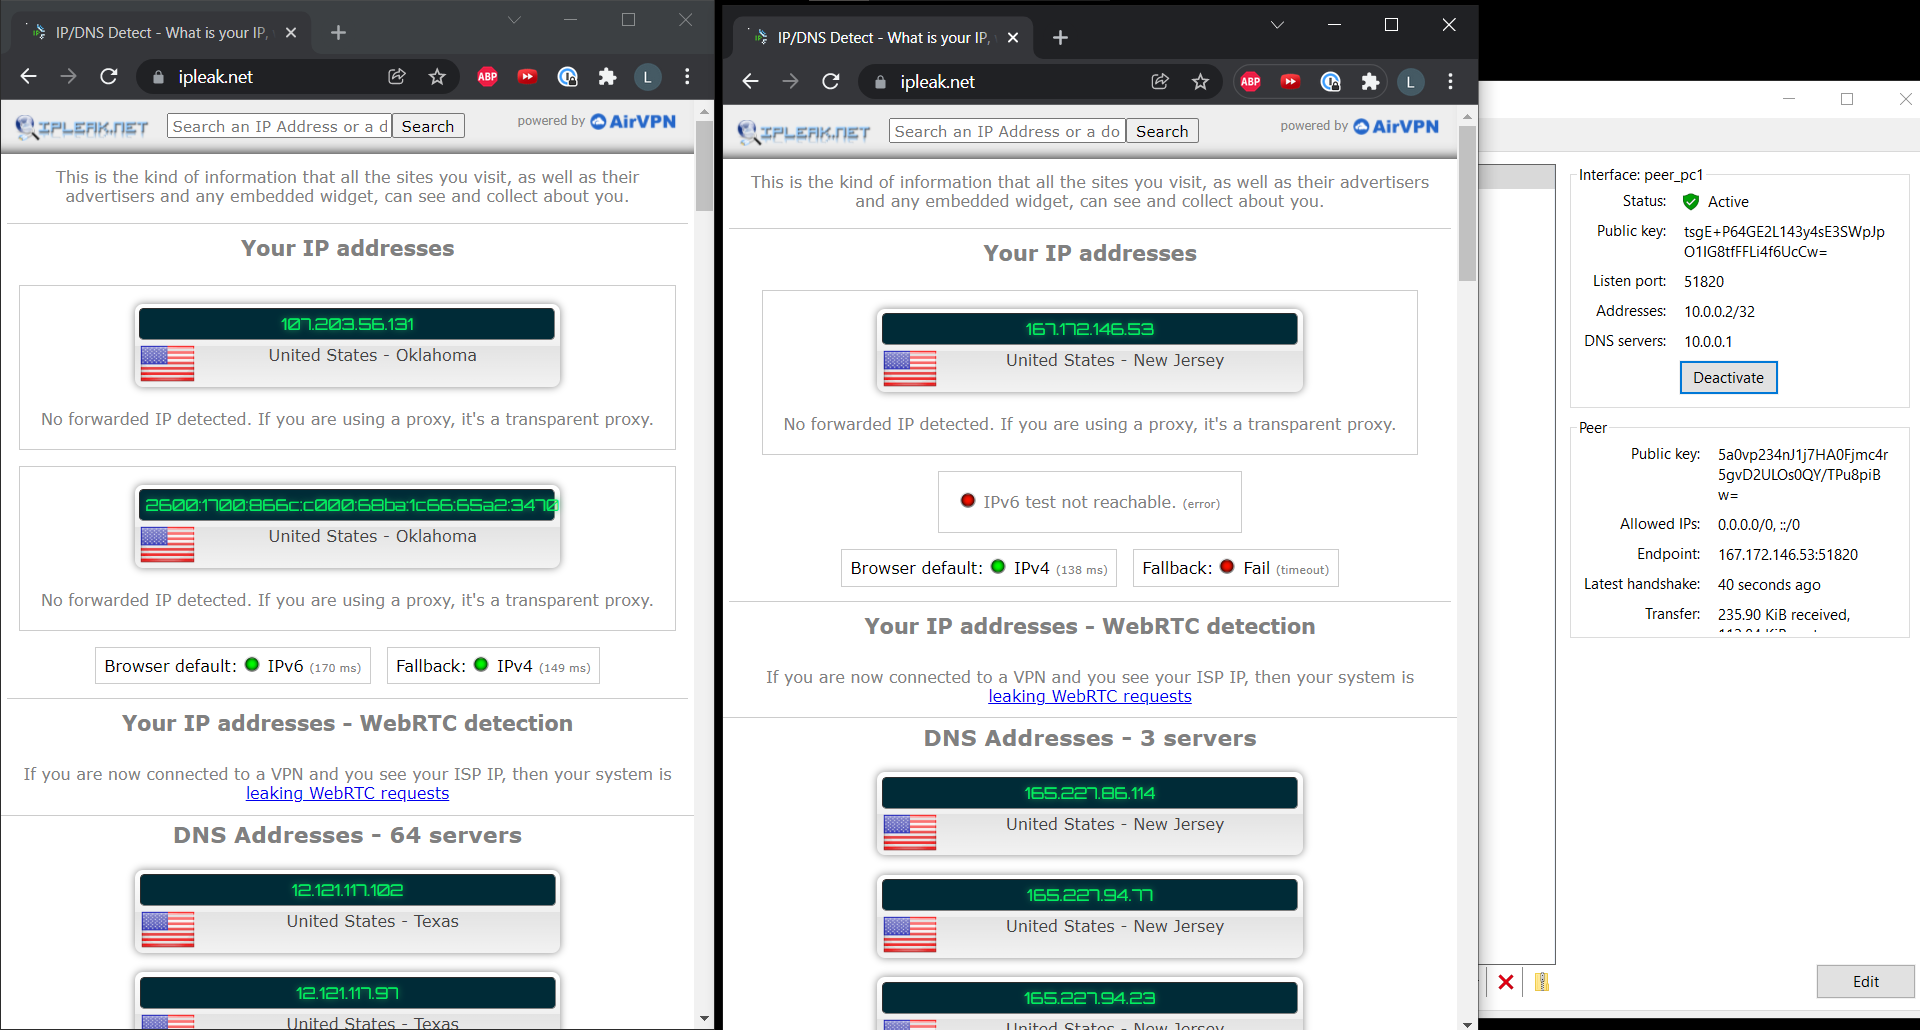 IP/DNS Detect - What is your IP,
ipleak.net
ABP
L
IPLEAK.NET
Search an IP Address or a d
Search
powered by AirVPN
This is the kind of information that all the sites you visit, as well as their
advertisers and any embedded widget, can see and collect about you.
Your IP addresses
107.203.56.131
United States - Oklahoma
No forwarded IP detected. If you are using a proxy, it's a transparent proxy.
2600:1700:866c:c000:68ba:1c66:65a2:3470
United States - Oklahoma
No forwarded IP detected. If you are using a proxy, it's a transparent proxy.
Browser default: IPv6 (170 ms)
Fallback: IPv4 (149 ms)
Your IP addresses - WebRTC detection
If you are now connected to a VPN and you see your ISP IP, then your system is
leaking WebRTC requests
DNS Addresses - 64 servers
12.121.117.102
United States - Texas
12.121.117.97
United States - Texas
IP/DNS Detect - What is your IP,
ipleak.net
ABP
L
IPLEAK.NET
Search an IP Address or a do
Search
powered by AirVPN
This is the kind of information that all the sites you visit, as well as their advertisers
and any embedded widget, can see and collect about you.
Your IP addresses
167.172.146.53
United States - New Jersey
No forwarded IP detected. If you are using a proxy, it's a transparent proxy.
IPv6 test not reachable. (error)
Browser default: IPv4 (138 ms)
Fallback: Fail (timeout)
Your IP addresses - WebRTC detection
If you are now connected to a VPN and you see your ISP IP, then your system is
leaking WebRTC requests
DNS Addresses - 3 servers
165.227.86.114
United States - New Jersey
165.227.94.77
United States - New Jersey
165.227.94.23
United States - New Jersey
Interface: peer_pc1
Status: Active
Public key: tsgE+P64GE2L143y4sE3SWpJp
O1IG8tfFFLi4f6UcCw=
Listen port: 51820
Addresses: 10.0.0.2/32
DNS servers: 10.0.0.1
Deactivate
Peer
Public key: 5a0vp234nJ1j7HA0Fjmc4r
5gvD2ULOs0QY/TPu8piB
w=
Allowed IPs: 0.0.0.0/0, ::/0
Endpoint: 167.172.146.53:51820
Latest handshake: 40 seconds ago
Transfer: 235.90 KiB received,
Edit